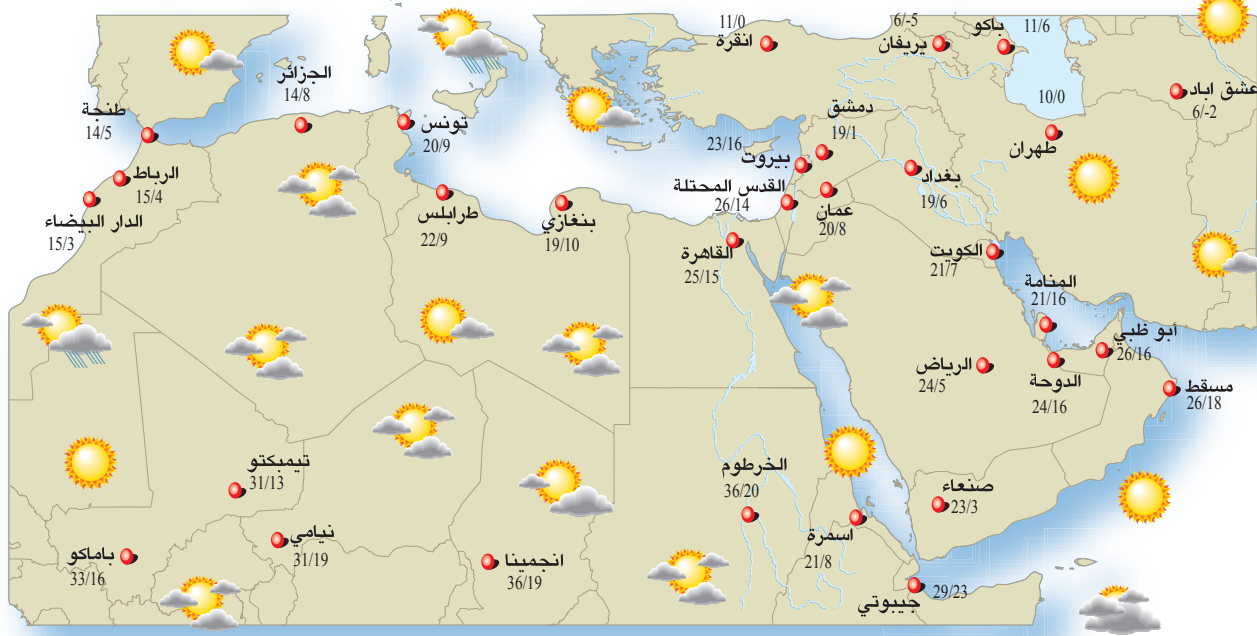 11/0
انقرة
6/-5
يريفان
باكو
11/6
عشق اباد
6/-2
10/0
طهران
الجزائر
14/8
طنجة
14/5
تونس
20/9
دمشق
19/1
23/16
بيروت
بغداد
19/6
الرباط
15/4
الدار البيضاء
15/3
طرابلس
22/9
بنغازي
19/10
القدس المحتلة
26/14
عمان
20/8
القاهرة
25/15
الكويت
21/7
المنامة
21/16
أبو ظبي
26/16
الرياض
24/5
الدوحة
24/16
مسقط
26/18
تيمبكتو
31/13
الخرطوم
36/20
صنعاء
23/3
اسمرة
21/8
نيامي
31/19
باماكو
33/16
انجمينا
36/19
29/23
جيبوتي